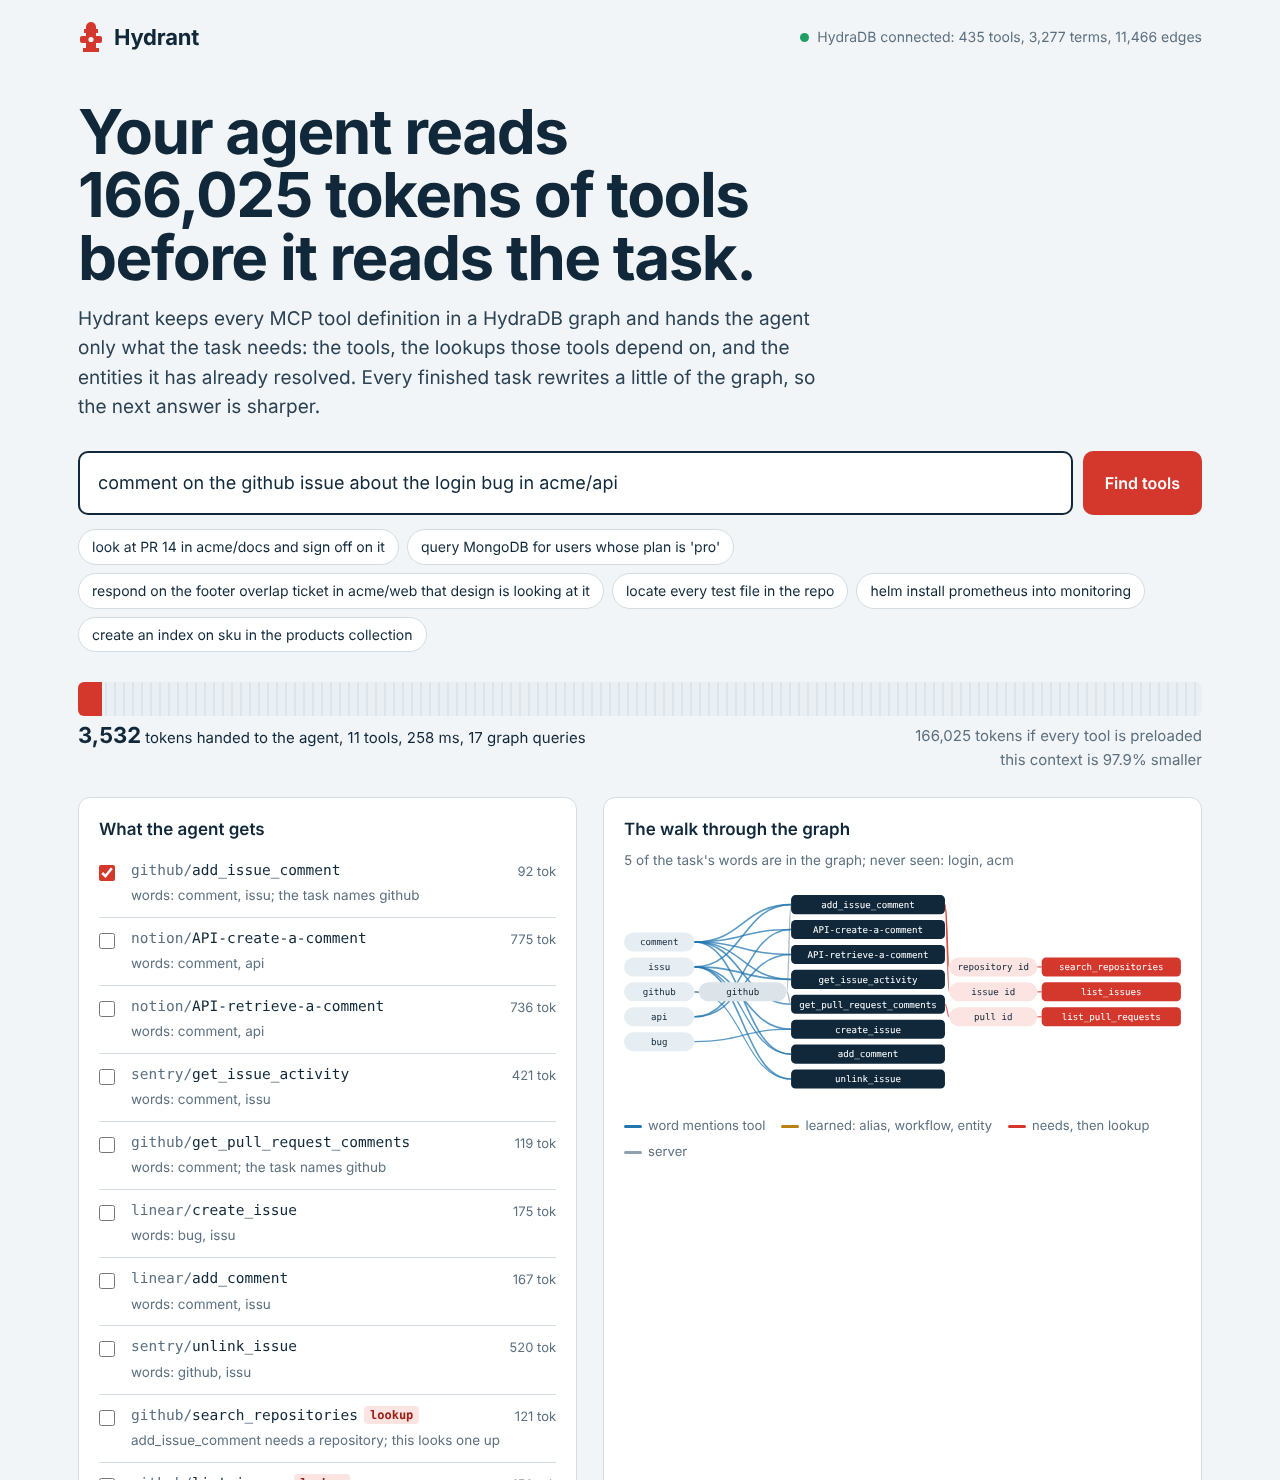 Hydrant
HydraDB connected: 435 tools, 3,277 terms, 11,466 edges
Your agent reads
166,025 tokens of tools
before it reads the task.
Hydrant keeps every MCP tool definition in a HydraDB graph and hands the agent
only what the task needs: the tools, the lookups those tools depend on, and the
entities it has already resolved. Every finished task rewrites a little of the graph, so
the next answer is sharper.
comment on the github issue about the login bug in acme/api
Find tools
look at PR 14 in acme/docs and sign off on it
query MongoDB for users whose plan is 'pro'
respond on the footer overlap ticket in acme/web that design is looking at it
locate every test file in the repo
helm install prometheus into monitoring
create an index on sku in the products collection
3,532 tokens handed to the agent, 11 tools, 258 ms, 17 graph queries
166,025 tokens if every tool is preloaded
this context is 97.9% smaller
What the agent gets
github/add_issue_comment 92 tok
words: comment, issu; the task names github
notion/API-create-a-comment 775 tok
words: comment, api
notion/API-retrieve-a-comment 736 tok
words: comment, api
sentry/get_issue_activity 421 tok
words: comment, issu
github/get_pull_request_comments 119 tok
words: comment; the task names github
linear/create_issue 175 tok
words: bug, issu
linear/add_comment 167 tok
words: comment, issu
sentry/unlink_issue 520 tok
words: github, issu
github/search_repositories lookup 121 tok
add_issue_comment needs a repository; this looks one up
The walk through the graph
5 of the task's words are in the graph; never seen: login, acm
comment
issu
github
api
bug
github
add_issue_comment
API-create-a-comment
API-retrieve-a-comment
get_issue_activity
get_pull_request_comments
create_issue
add_comment
unlink_issue
repository id
issue id
pull id
search_repositories
list_issues
list_pull_requests
word mentions tool
learned: alias, workflow, entity
needs, then lookup
server